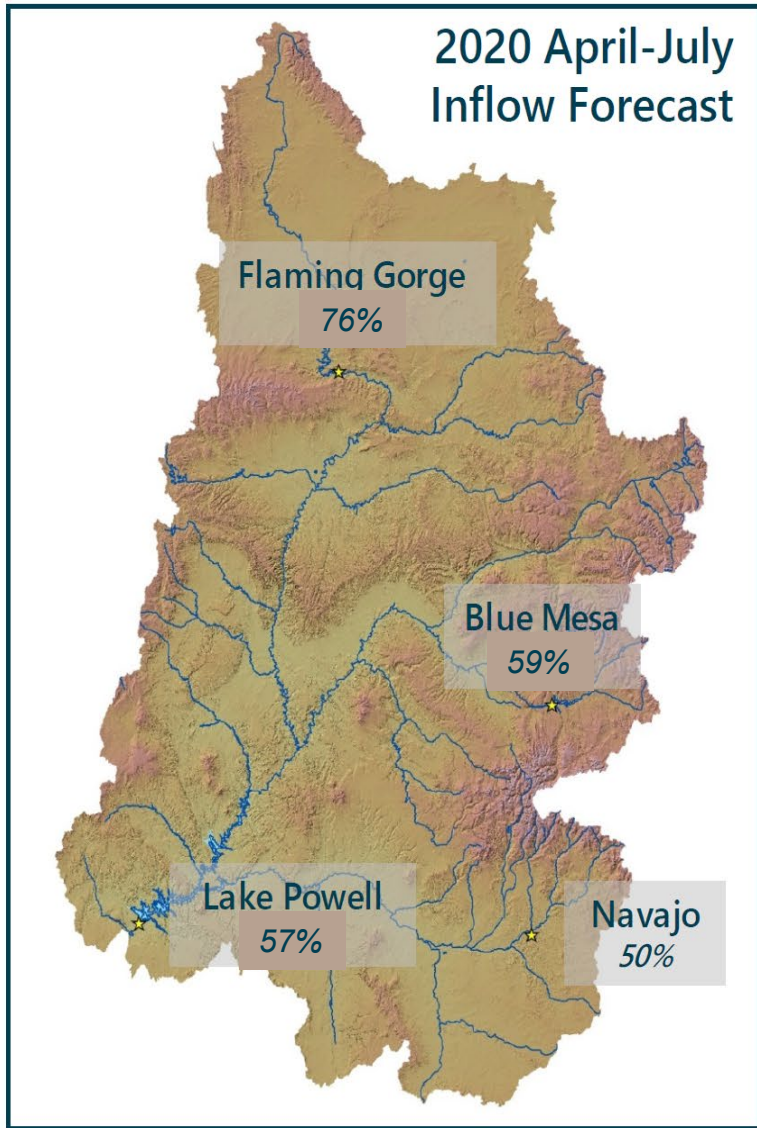 2020 April-July
Inflow Forecast
Flaming Gorge
76%
Blue Mesa
59%
Lake Powell
57%
Navajo
50%